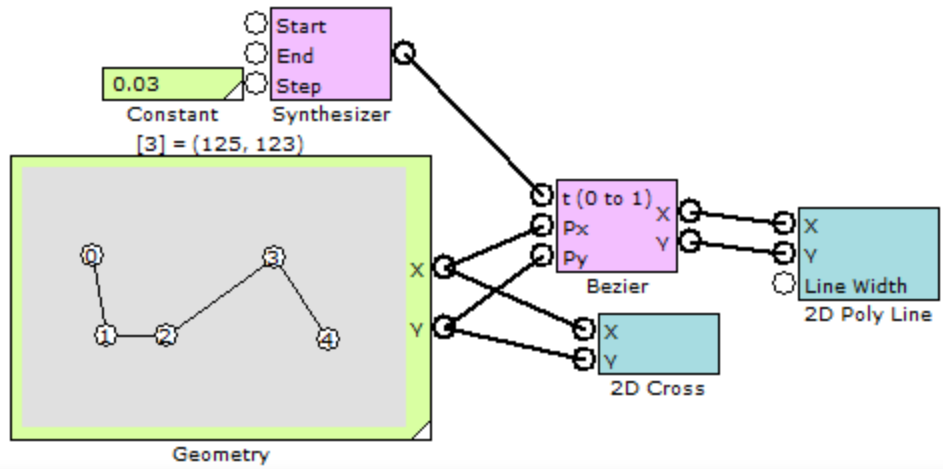 Start
End
0.03
Step
Constant
Synthesizer
[3] = (125, 123)
t (0 to 1)
X
Px
Y
Py
Bezier
X
Y
Line Width
2D Poly Line
0
3
1
2
4
X
Y
X
Y
2D Cross
Geometry